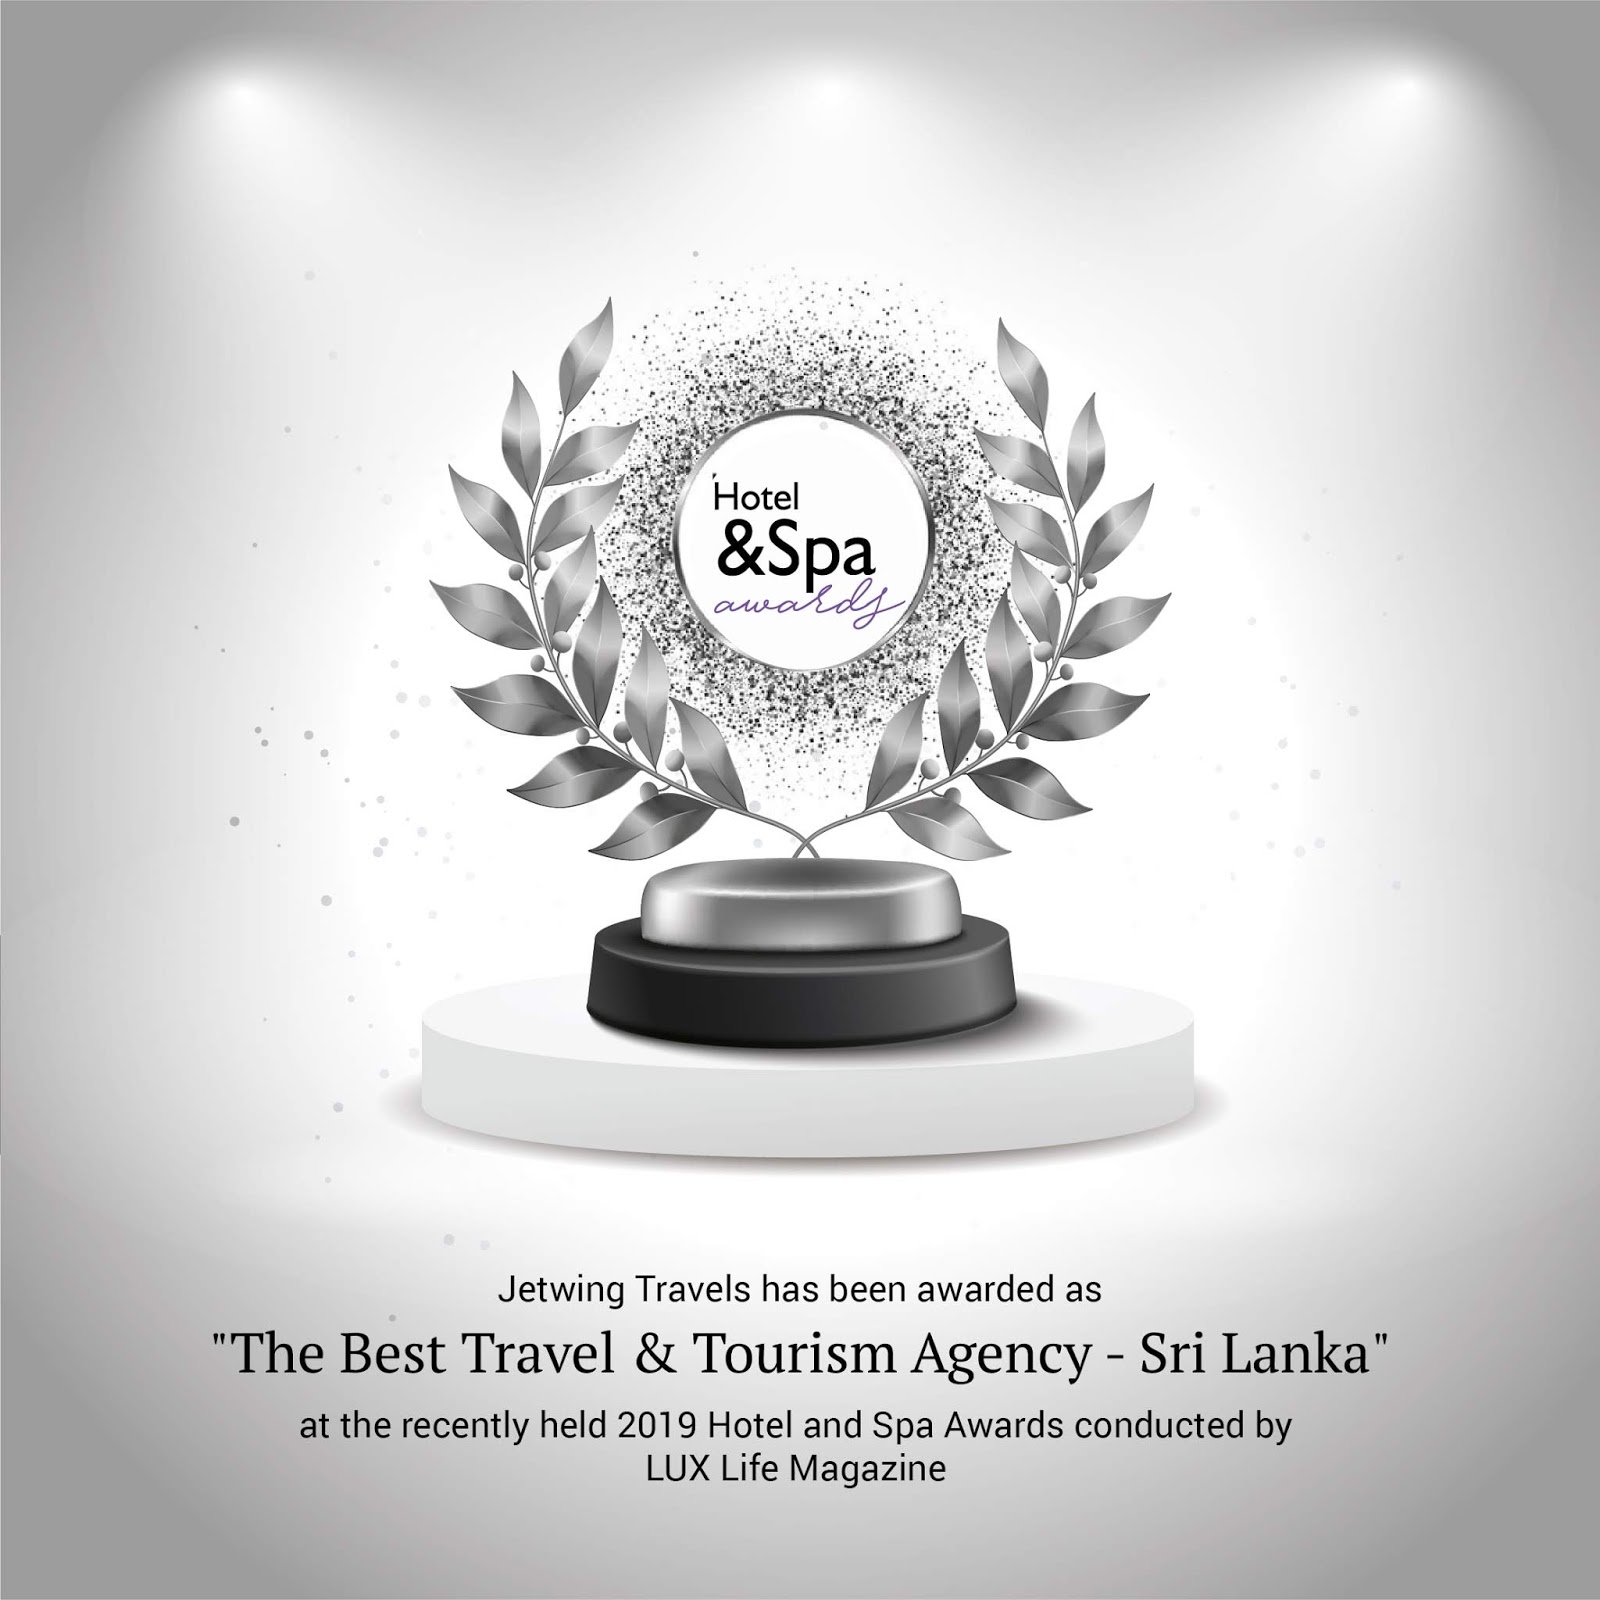 Hotel
&Spa
awards
Jetwing Travels has been awarded as
"The Best Travel & Tourism Agency - Sri Lanka"
at the recently held 2019 Hotel and Spa Awards conducted by
LUX Life Magazine